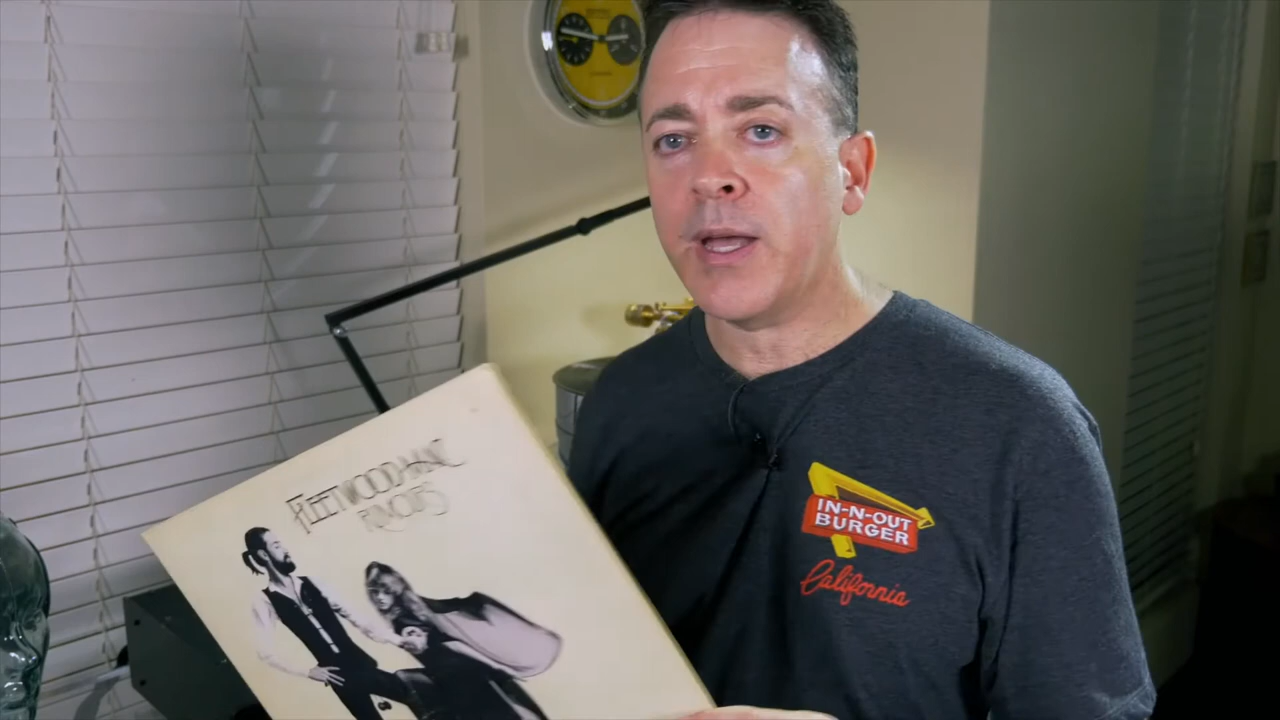 FLEETWOOD MAC
RUMOURS
IN-N-OUT
BURGER
California